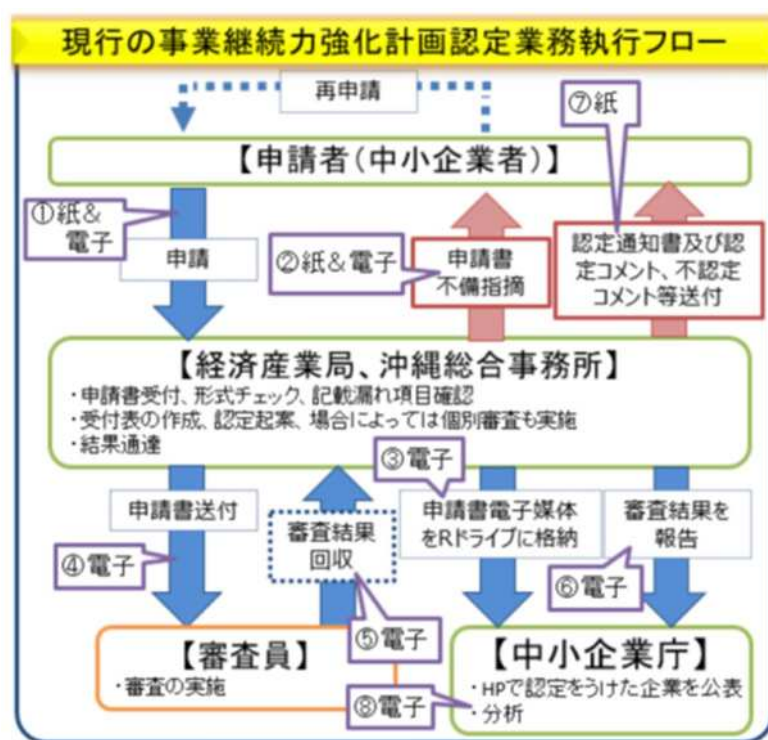 現行の事業継続力強化計画認定業務執行フロー
再申請
⑦紙
【申請者(中小企業者)】
①紙&
電子
申請
②紙&電子
申請書
不備指摘
認定通知書及び認
定コメント、不認定
コメント等送付
【経済産業局、沖縄総合事務所】
・申請書受付、形式チェック、記載漏れ項目確認
・受付表の作成、認定起案、場合によっては個別審査も実施
・結果通達
③電子
申請書送付
審査結果
回収
申請書電子媒体
をRドライブに格納
審査結果を
報告
④電子
⑤電子
⑥電子
【審査員】
・審査の実施
【中小企業庁】
・HPで認定をうけた企業を公表
・分析
⑧電子